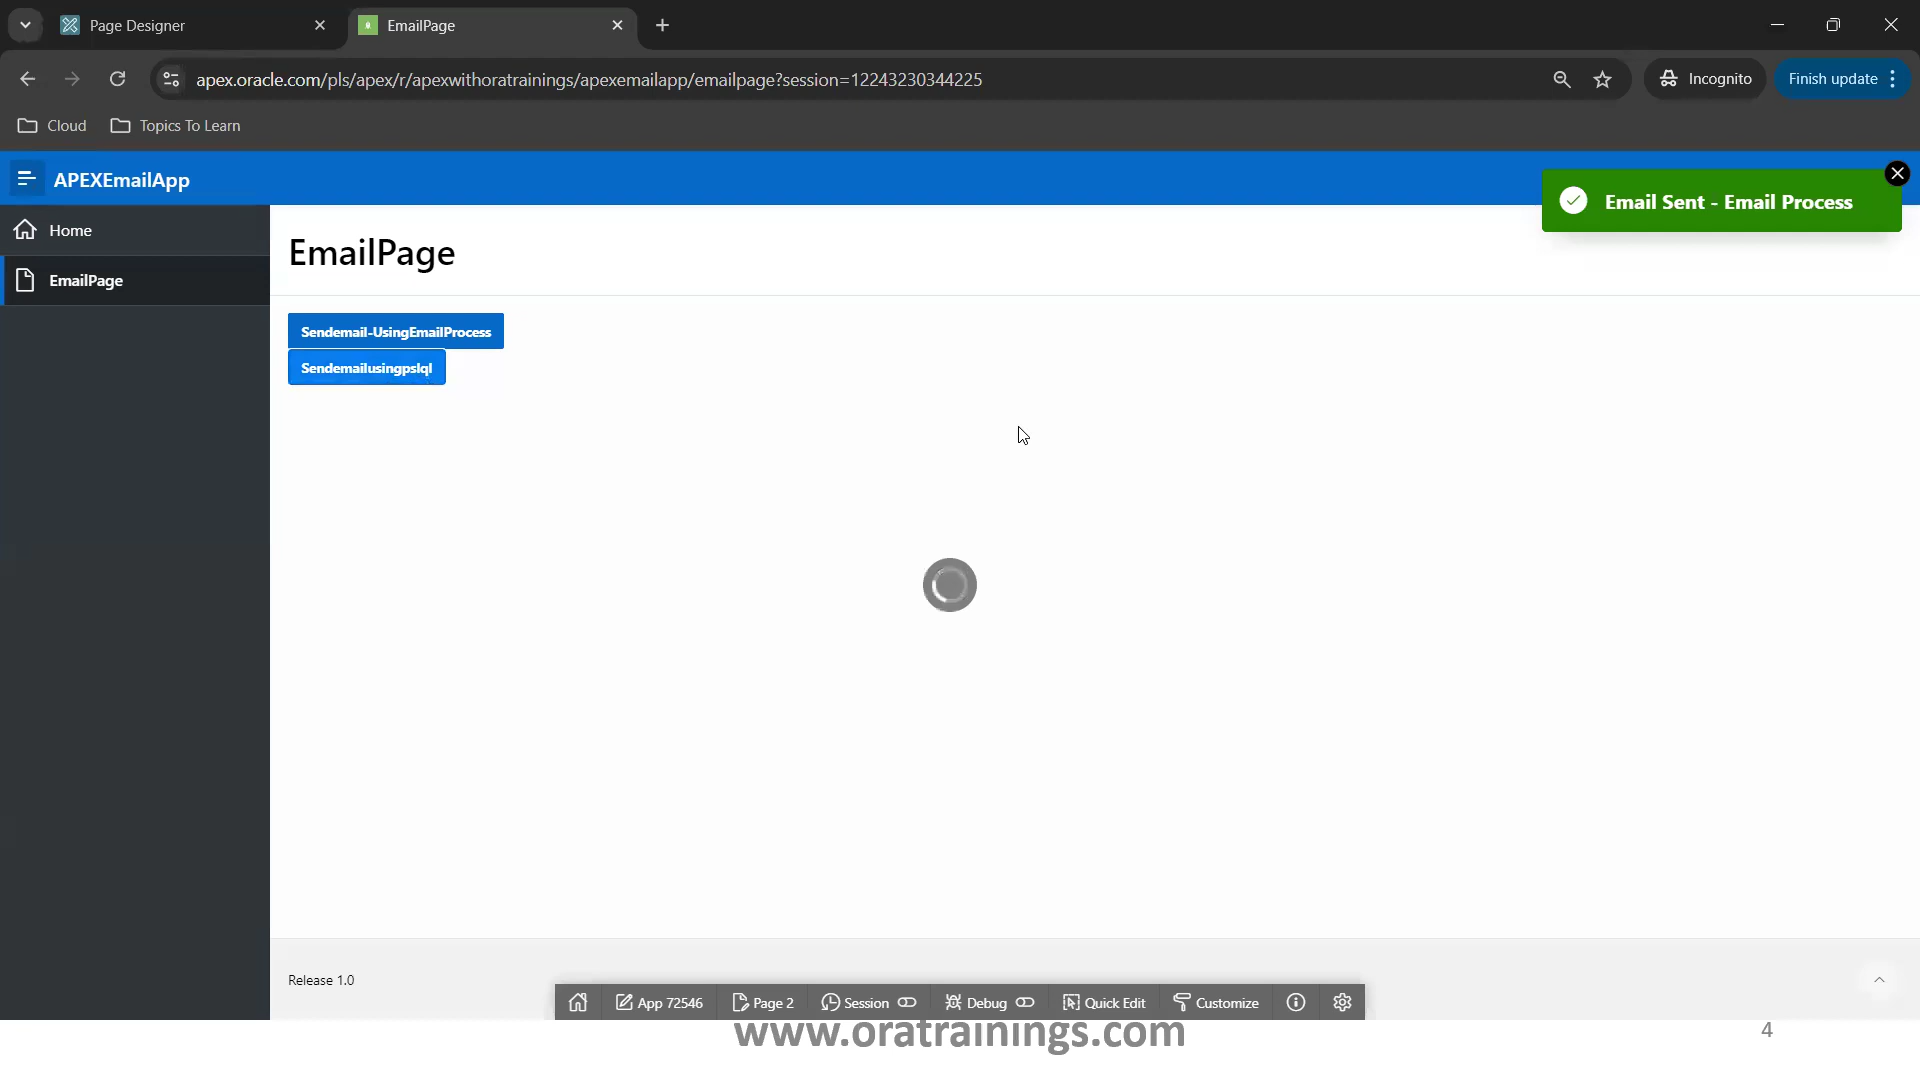 Page Designer
EmailPage
apex.oracle.com/pls/apex/r/apexwithoratrainings/apexemailapp/emailpage?session=12243230344225
Incognito
Finish update
Cloud
Topics To Learn
APEXEmailApp
Email Sent - Email Process
Home
EmailPage
EmailPage
Sendemail-UsingEmailProcess
Sendemailusingpslql
Release 1.0
App 72546
Page 2
Session
Debug
Quick Edit
Customize
www.oratrainings.com
4